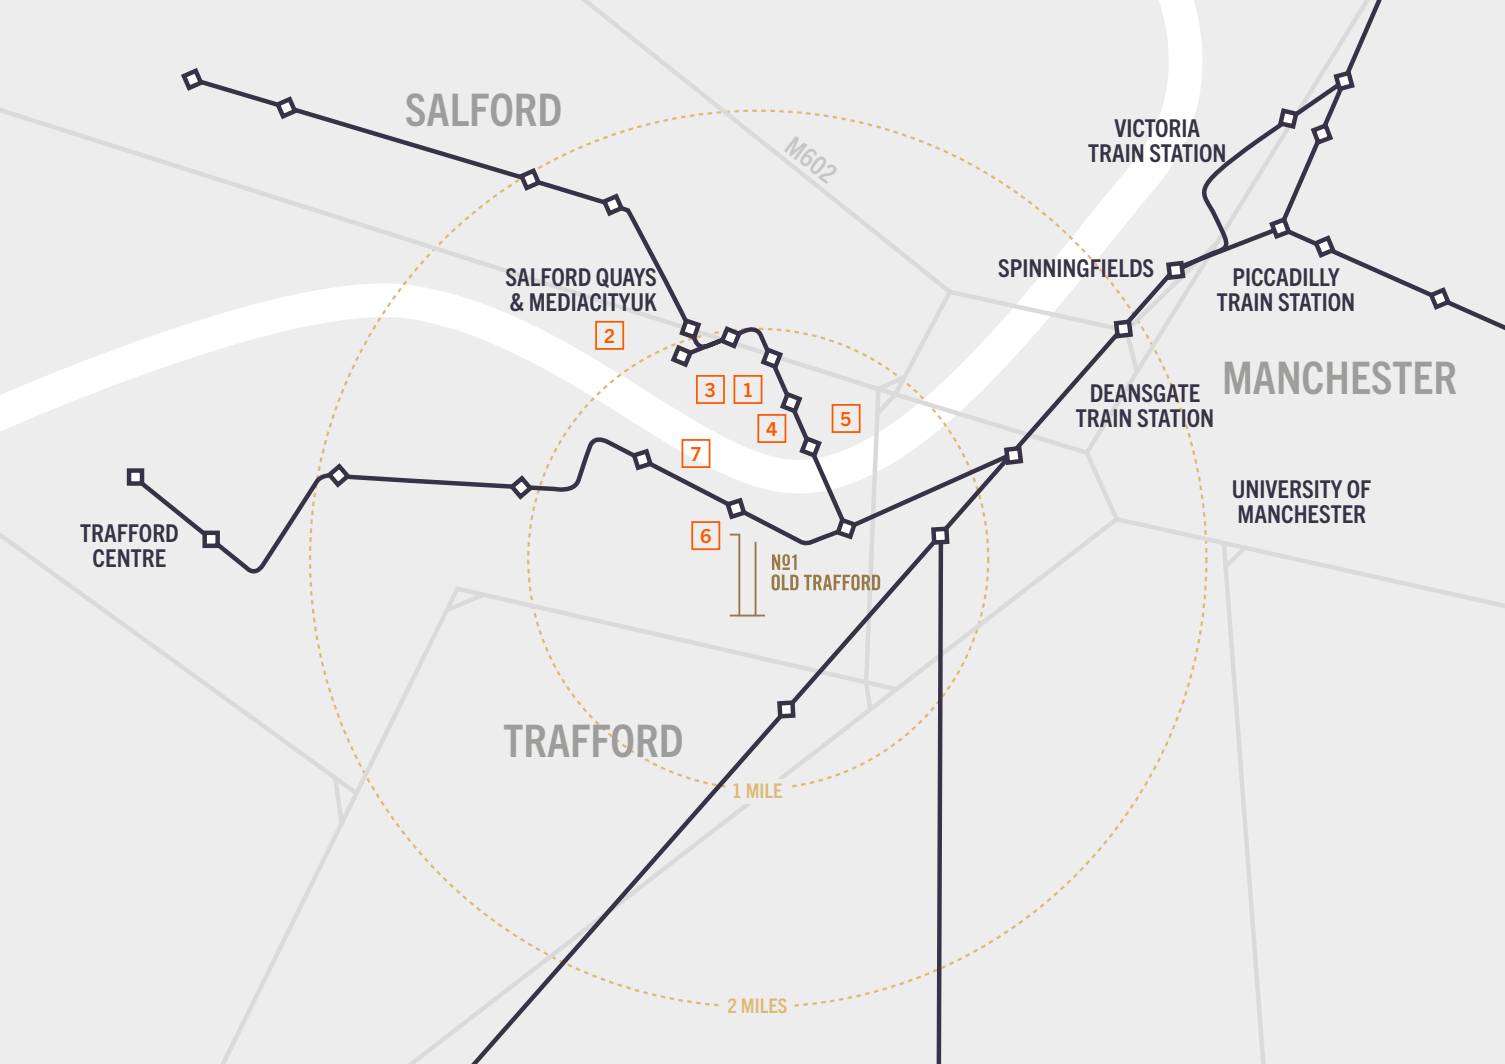 SALFORD
VICTORIA
TRAIN STATION
M602
SPINNINGFIELDS
SALFORD QUAYS
& MEDIACITYUK
PICCADILLY
TRAIN STATION
2
MANCHESTER
3
1
DEANSGATE
TRAIN STATION
5
4
7
UNIVERSITY OF
MANCHESTER
TRAFFORD
CENTRE
6
№1
OLD TRAFFORD
TRAFFORD
1 MILE
2 MILES